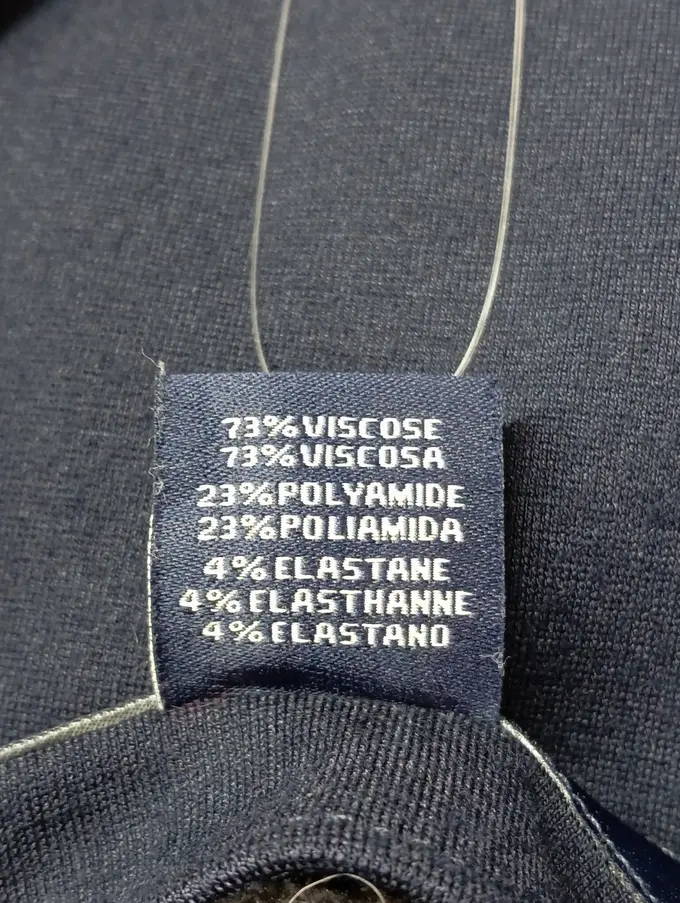 73% VISCOSE
73% VISCOSA
23% POLYAMIDE
23% POLIAMIDA
4% ELASTANE
4% ELASTHANNE
4% ELASTANO